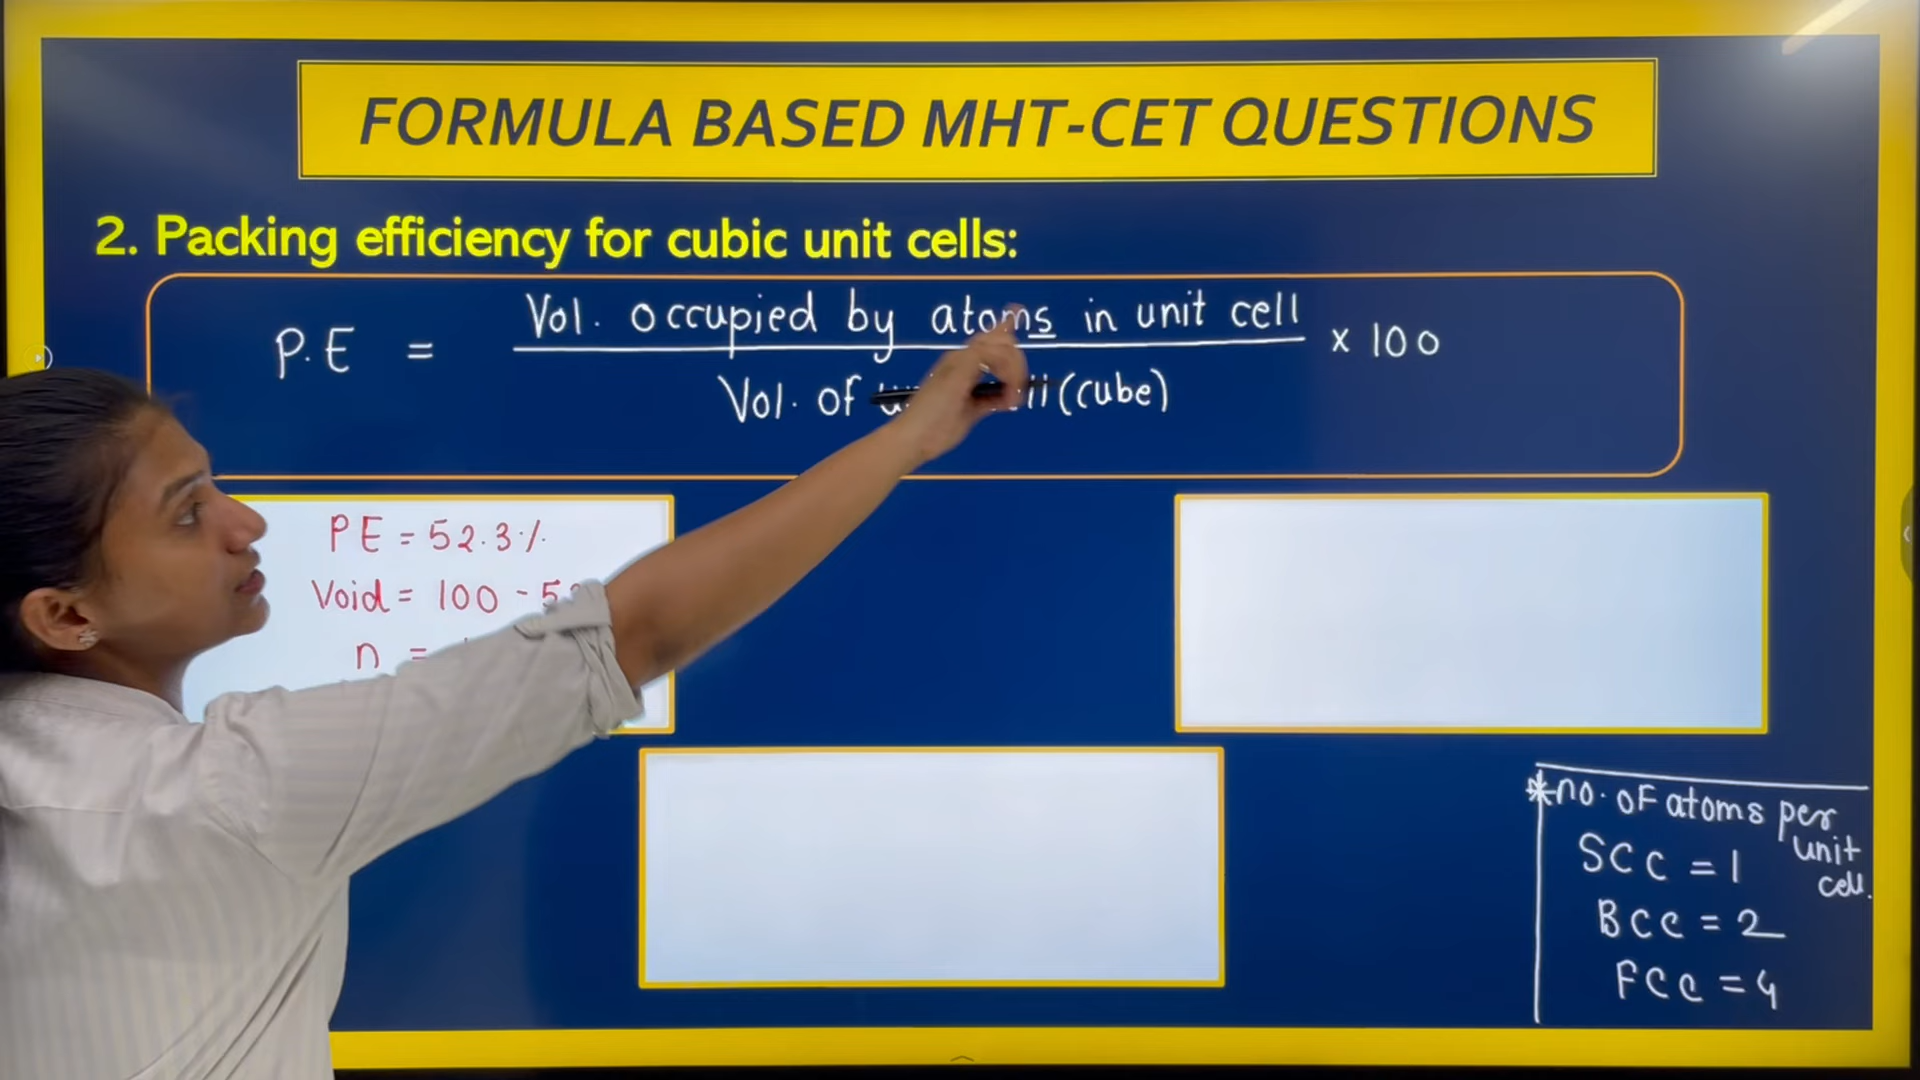 FORMULA BASED MHT-CET QUESTIONS
2. Packing efficiency for cubic unit cells:
P.E = Vol. occupied by atoms in unit cell × 100
Vol. of (cube)
PE = 52.3%
Void = 100 - 5
n =
*no. of atoms per unit cell.
SCC = 1
BCC = 2
FCC = 4